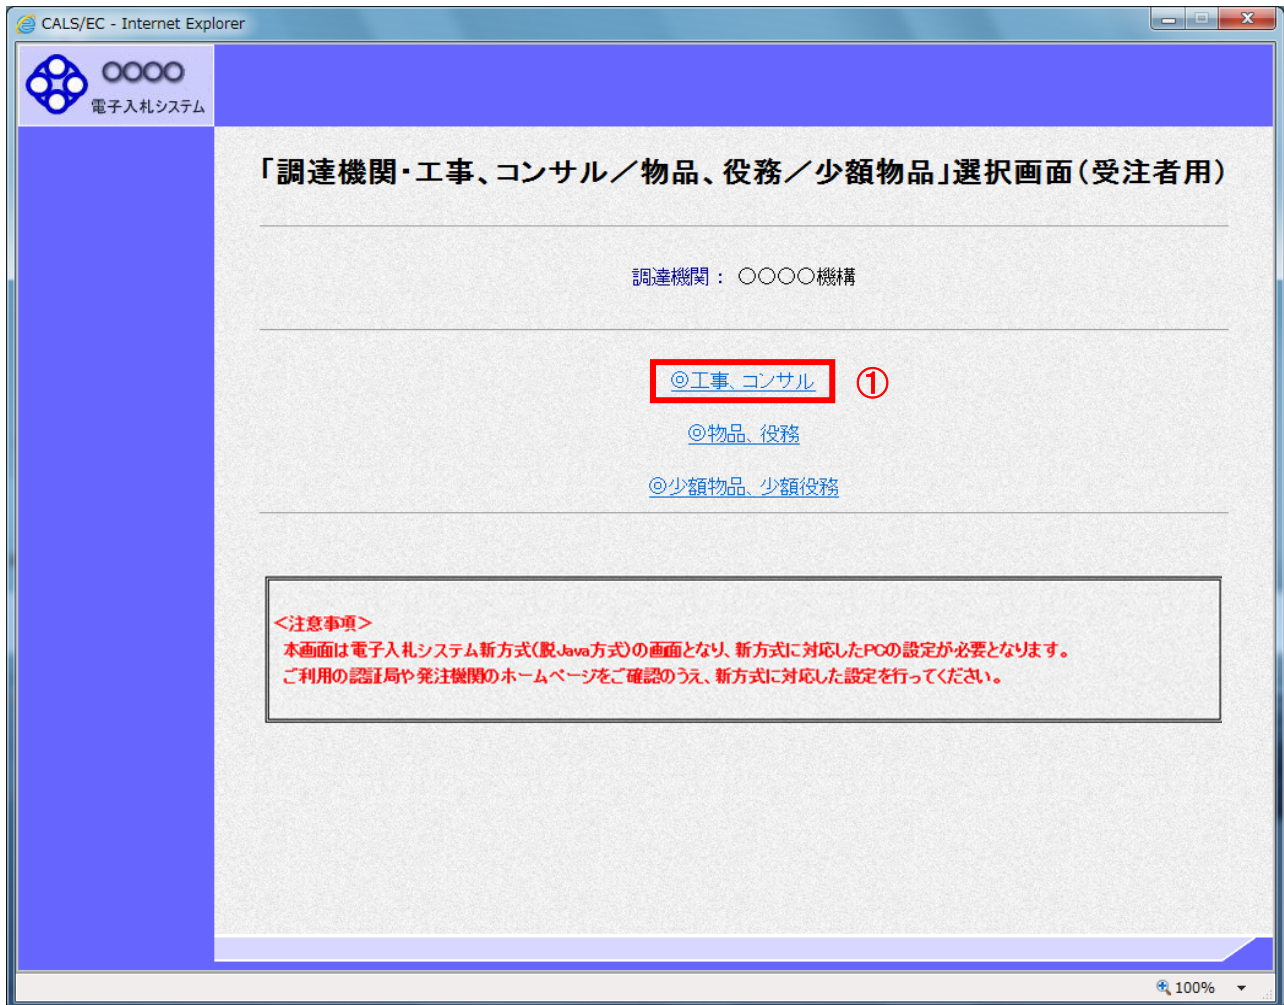 CALS/EC - Internet Explorer
○○○○
電子入札システム
「調達機関・工事、コンサル／物品、役務／少額物品」選択画面（受注者用）
調達機関： ○○○○機構
◎工事、コンサル
①
◎物品、役務
◎少額物品、少額役務
＜注意事項＞
本画面は電子入札システム新方式(脱Java方式)の画面となり、新方式に対応したPCの設定が必要となります。
ご利用の認証局や発注機関のホームページをご確認のうえ、新方式に対応した設定を行ってください。
100%